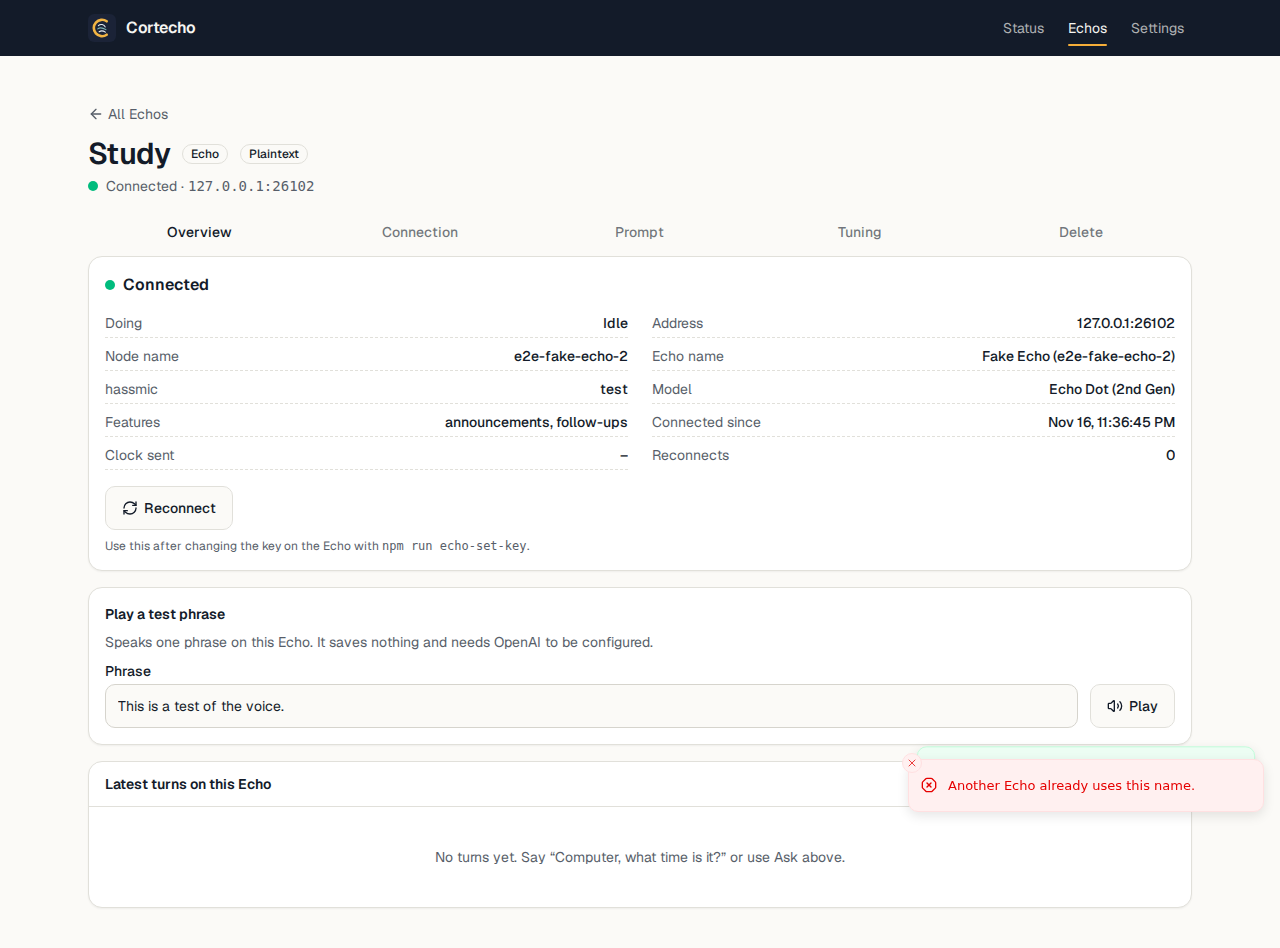 Cortecho
Status Echos Settings
All Echos
Study Echo Plaintext
Connected · 127.0.0.1:26102
Overview Connection Prompt Tuning Delete
Connected
Doing Idle Address 127.0.0.1:26102
Node name e2e-fake-echo-2 Echo name Fake Echo (e2e-fake-echo-2)
hassmic test Model Echo Dot (2nd Gen)
Features announcements, follow-ups Connected since Nov 16, 11:36:45 PM
Clock sent – Reconnects 0
Reconnect
Use this after changing the key on the Echo with npm run echo-set-key.
Play a test phrase
Speaks one phrase on this Echo. It saves nothing and needs OpenAI to be configured.
Phrase
This is a test of the voice. Play
Latest turns on this Echo
Another Echo already uses this name.
No turns yet. Say “Computer, what time is it?” or use Ask above.